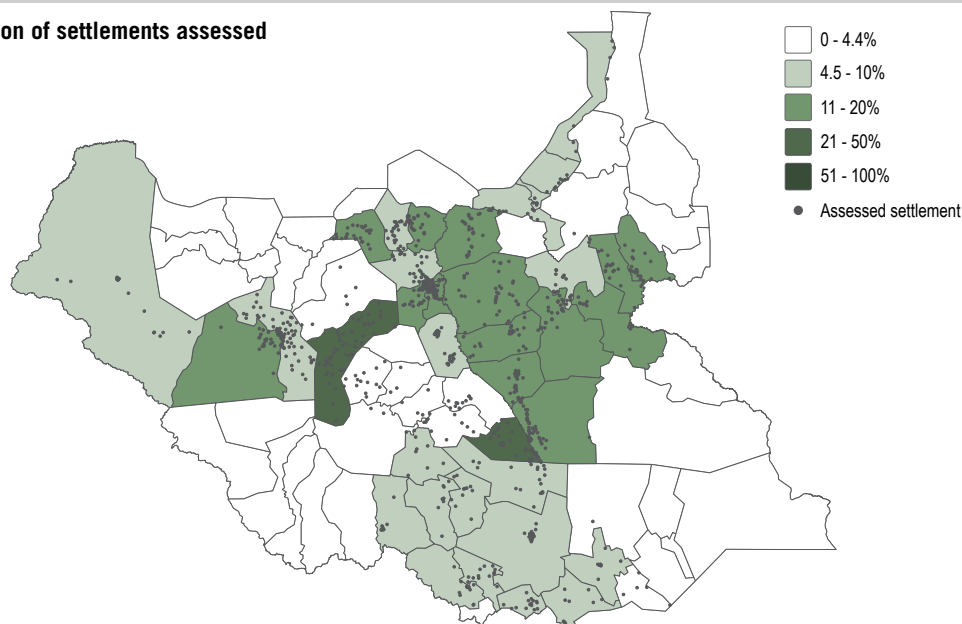 on of settlements assessed
0 - 4.4%
4.5 - 10%
11 - 20%
21 - 50%
51 - 100%
Assessed settlement